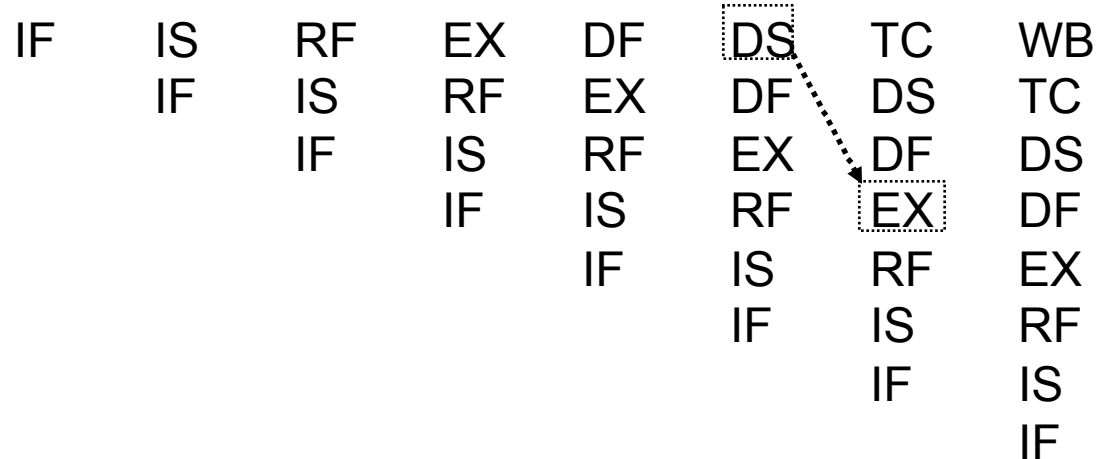 IF IS RF EX DF DS TC WB
IF IS RF EX DF DS TC
IF IS RF EX DF DS
IF IS RF EX DF
IF IS RF EX
IF IS RF
IF IS
IF